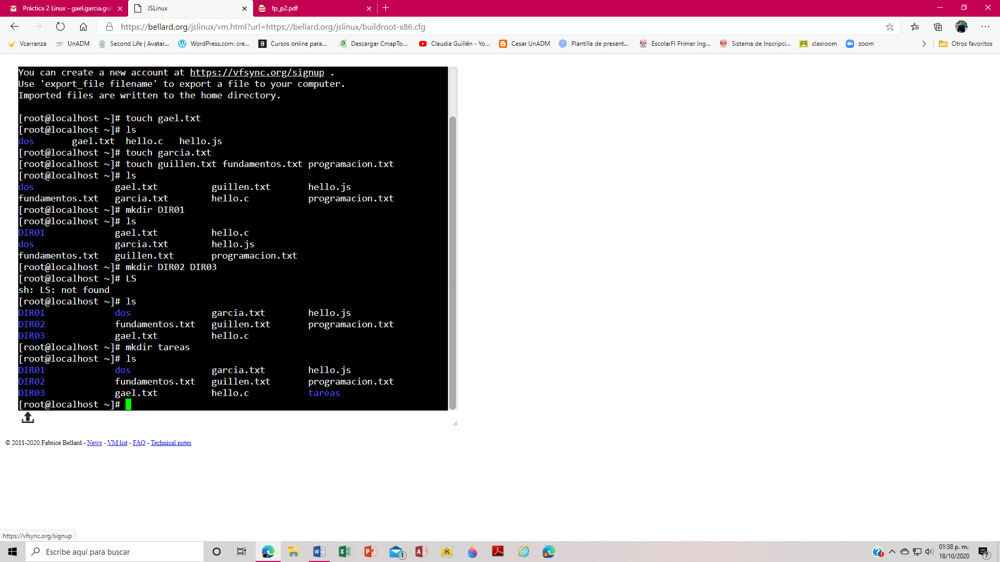 Práctica 2 Linux - gael.garcia.gui
JSLinux
fp_p2.pdf
https://bellard.org/jslinux/vm.html?url=https://bellard.org/jslinux/buildroot-x86.cfg
Vcarranza UnADM Second Life | Avatar... WordPress.com: cre... Cursos online para... Descargar CmapTo... Claudia Guillén - Yo... Cesar UnADM Plantilla de present... EscolarFI Primer Ing... Sistema de Inscripci... clasroom zoom Otros favoritos
You can create a new account at https://vfsync.org/signup .
Use 'export_file filename' to export a file to your computer.
Imported files are written to the home directory.
[root@localhost ~]# touch gael.txt
[root@localhost ~]# ls
dos gael.txt hello.c hello.js
[root@localhost ~]# touch garcia.txt
[root@localhost ~]# touch guillen.txt fundamentos.txt programacion.txt
[root@localhost ~]# ls
dos gael.txt guillen.txt hello.js
fundamentos.txt garcia.txt hello.c programacion.txt
[root@localhost ~]# mkdir DIR01
[root@localhost ~]# ls
DIR01 gael.txt hello.c
dos garcia.txt hello.js
fundamentos.txt guillen.txt programacion.txt
[root@localhost ~]# mkdir DIR02 DIR03
[root@localhost ~]# LS
sh: LS: not found
[root@localhost ~]# ls
DIR01 dos garcia.txt hello.js
DIR02 fundamentos.txt guillen.txt programacion.txt
DIR03 gael.txt hello.c
[root@localhost ~]# mkdir tareas
[root@localhost ~]# ls
DIR01 dos garcia.txt hello.js
DIR02 fundamentos.txt guillen.txt programacion.txt
DIR03 gael.txt hello.c tareas
[root@localhost ~]#
© 2011-2020 Fabrice Bellard - News - VM list - FAQ - Technical notes
https://vfsync.org/signup
Escribe aquí para buscar
01:38 p. m.
18/10/2020